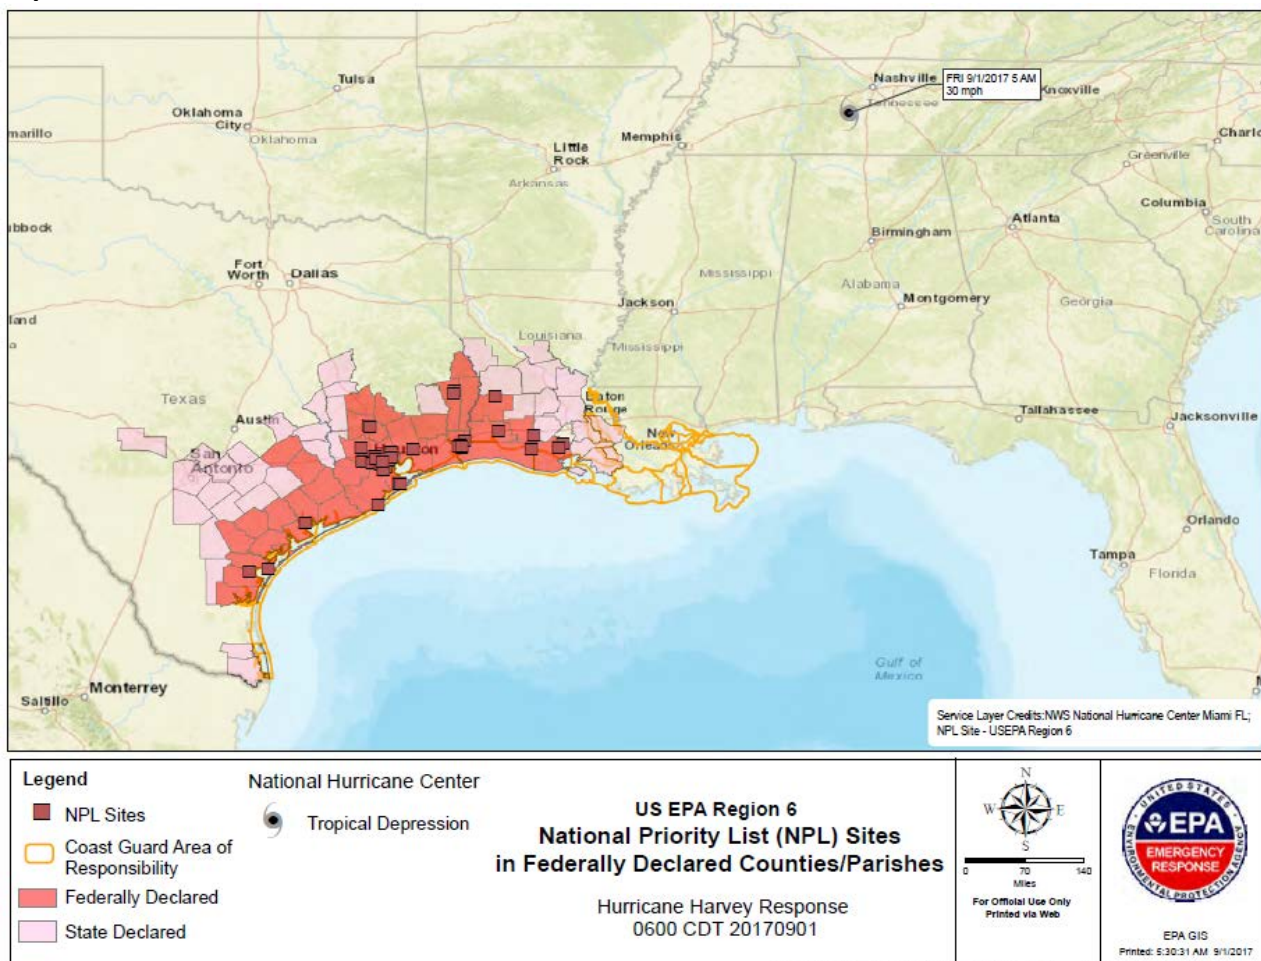 Tulsa
Nashville
FRI 9/1/2017 5 AM
30 mph
Knoxville
Tennessee
Oklahoma
City
Oklahoma
marillo
Memphis
Charlo
Little
Rock
Greenville
Arkansas
Columbia
South
Carolina
Atlanta
ubbock
Birmingham
Fort
Worth
Dallas
Mississippi
Alabama
Montgomery
Georgia
Jackson
land
a
Louisiana
Mississippi
Texas
Austin
Baton
Rouge
Tallahassee
Jacksonville
New
Orleans
Houston
San
Antonio
Orlando
Tampa
Florida
Gulf of
Mexico
Monterrey
Saltillo
M
Service Layer Credits:NWS National Hurricane Center Miami FL;
NPL Site - USEPA Region 6
Legend
NPL Sites
Coast Guard Area of
Responsibility
Federally Declared
State Declared
National Hurricane Center
Tropical Depression
US EPA Region 6
National Priority List (NPL) Sites
in Federally Declared Counties/Parishes
Hurricane Harvey Response
0600 CDT 20170901
N
W E
S
0 70 140
Miles
For Official Use Only
Printed via Web
UNITED STATES
EPA
EMERGENCY
RESPONSE
ENVIRONMENTAL PROTECTION AGENCY
EPA GIS
Printed: 5:30:31 AM 9/1/2017